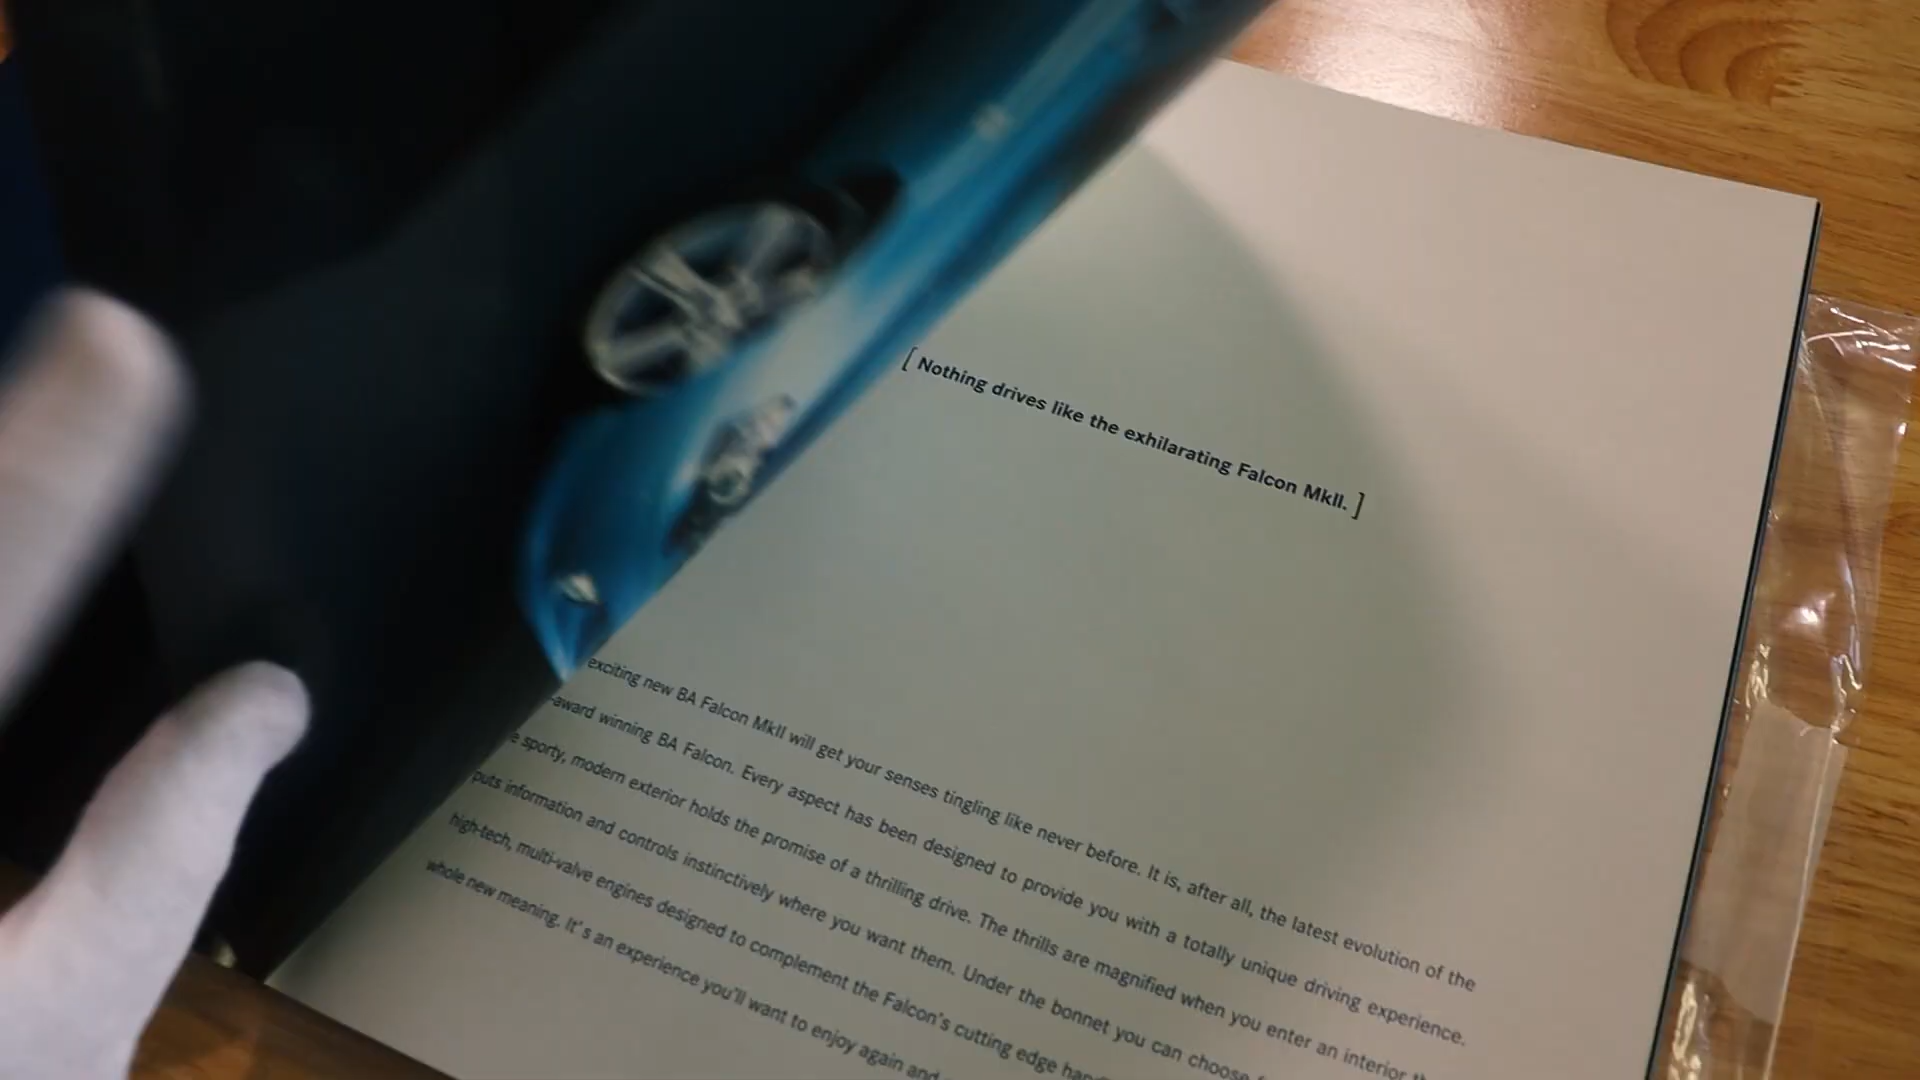 [ Nothing drives like the exhilarating Falcon MkII. ]
exciting new BA Falcon MkII will get your senses tingling like never before. It is, after all, the latest evolution of the
-award winning BA Falcon. Every aspect has been designed to provide you with a totally unique driving experience.
sporty, modern exterior holds the promise of a thrilling drive. The thrills are magnified when you enter an interior
puts information and controls instinctively where you want them. Under the bonnet you can choose
high-tech, multi-valve engines designed to complement the Falcon's cutting edge
whole new meaning. It's an experience you'll want to enjoy again and